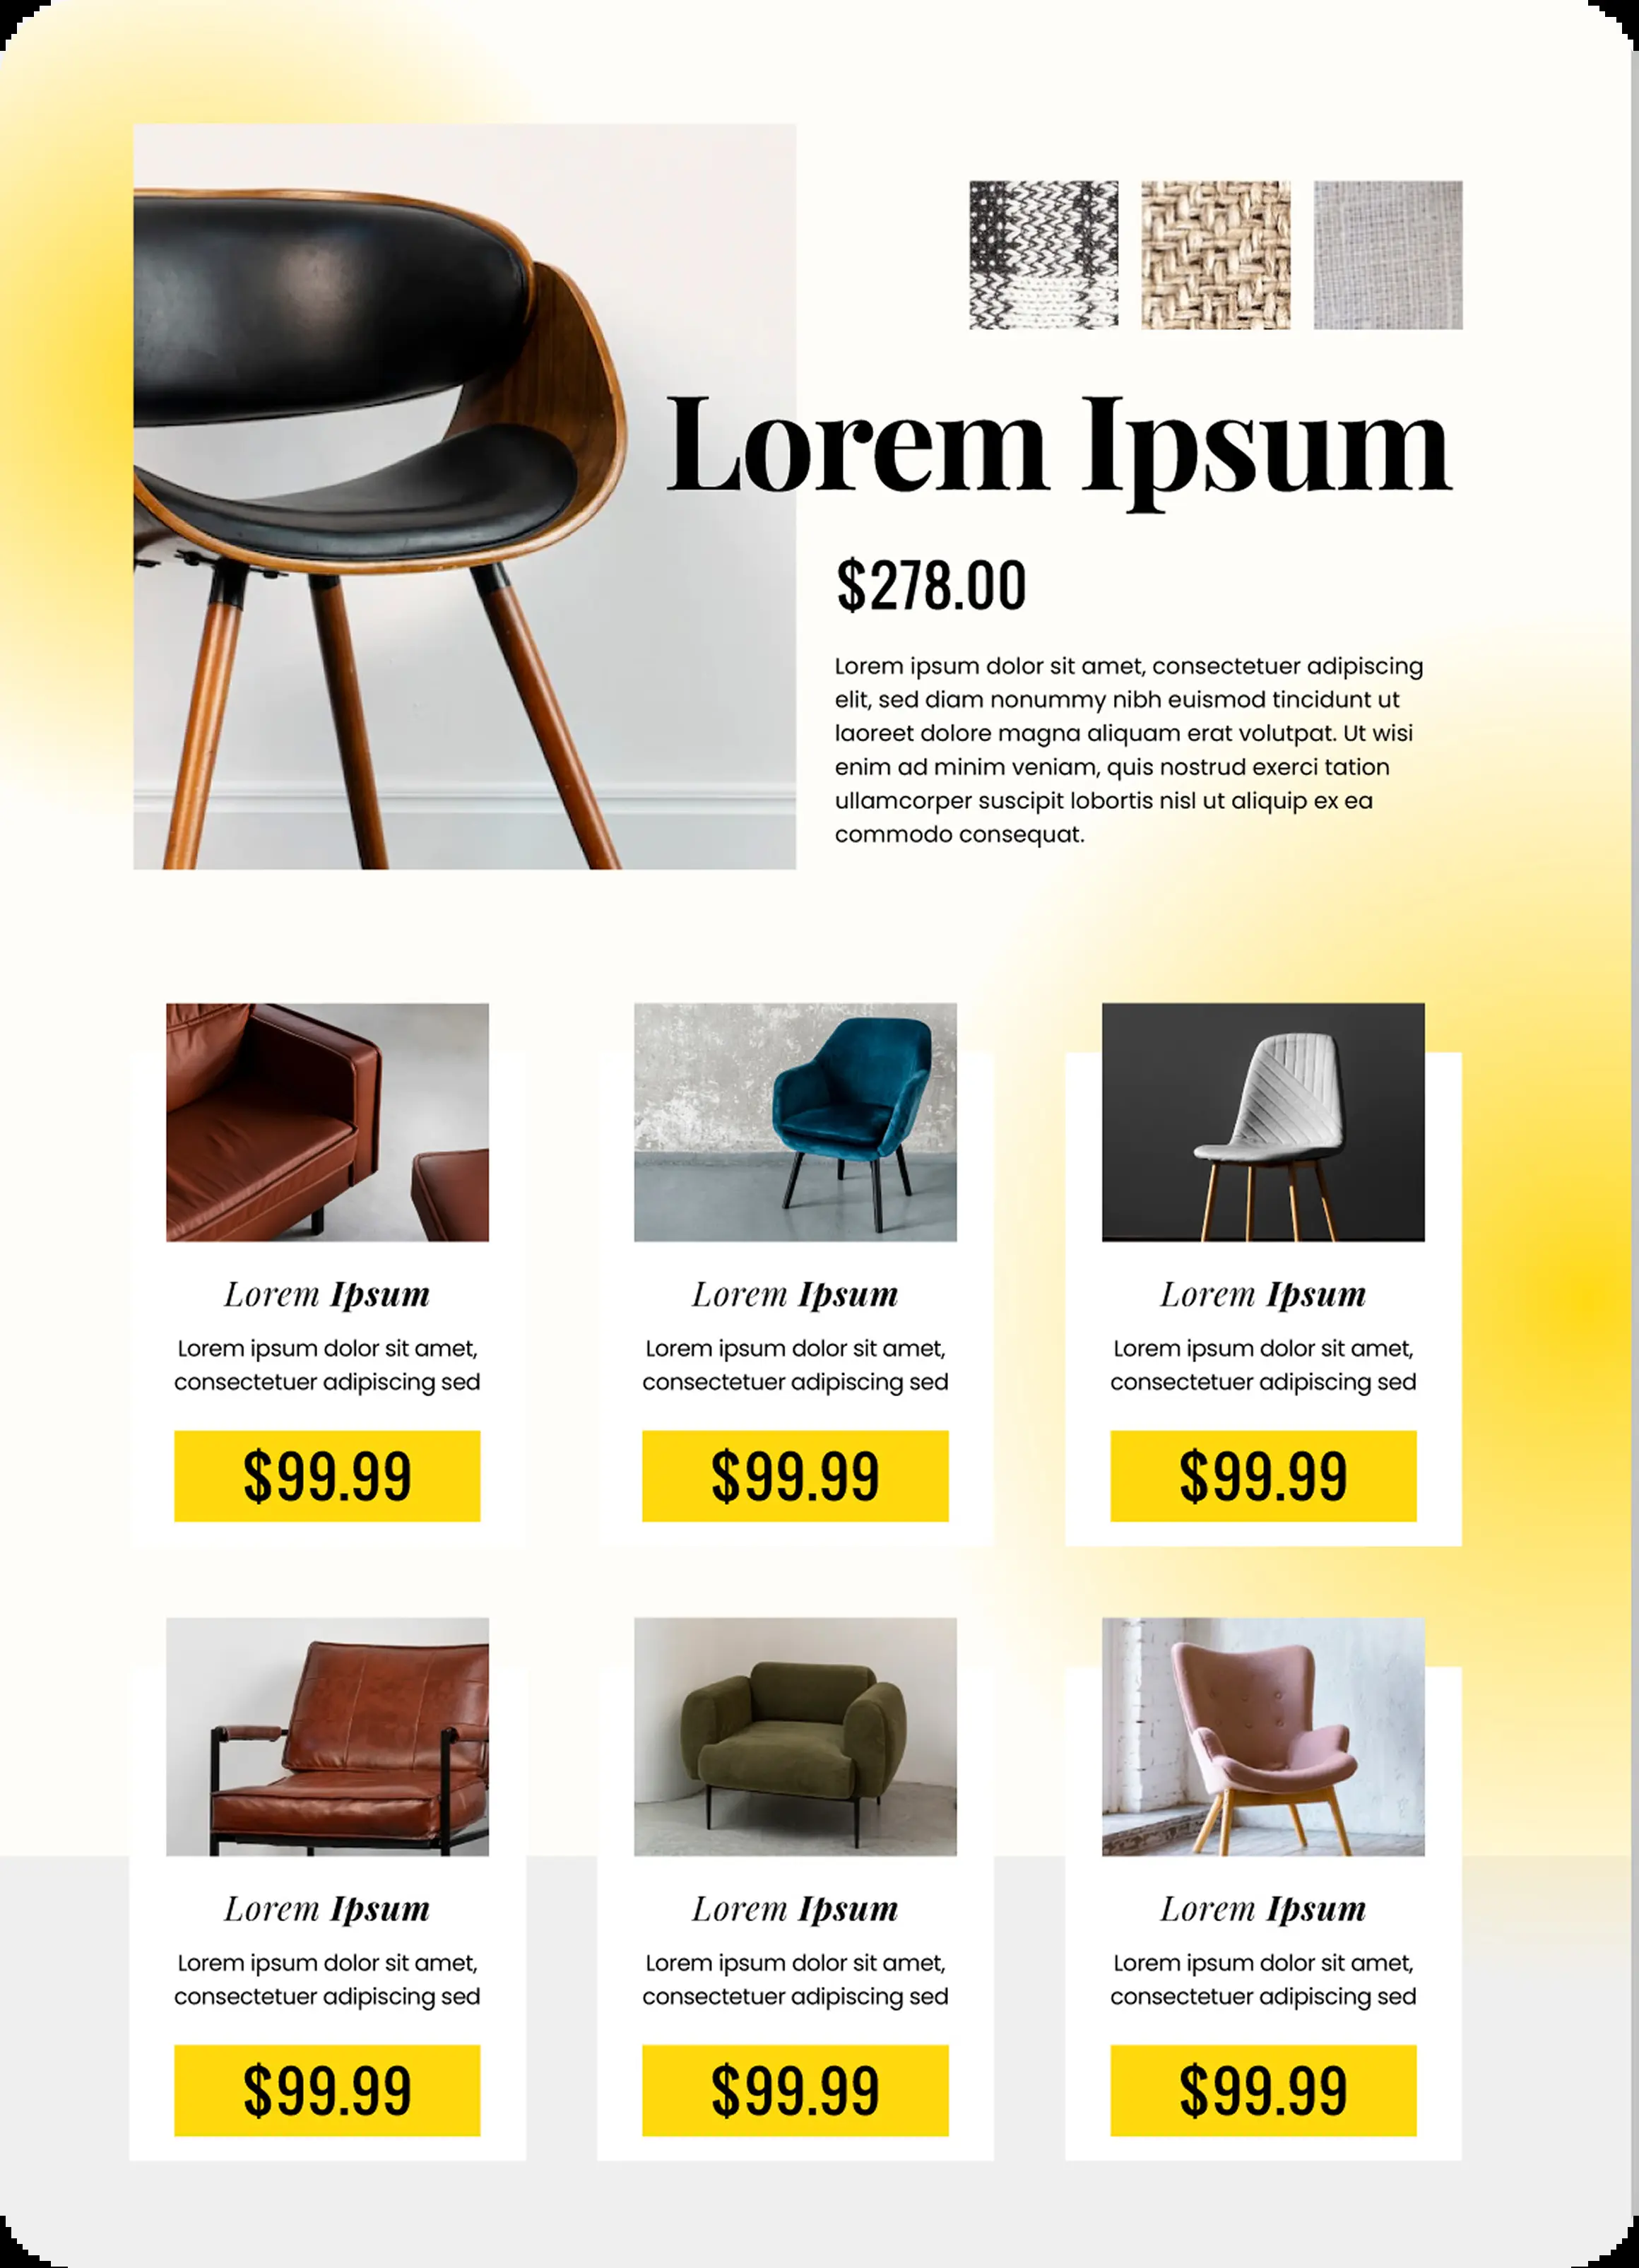 Lorem Ipsum
$278.00
Lorem ipsum dolor sit amet, consectetuer adipiscing
elit, sed diam nonummy nibh euismod tincidunt ut
laoreet dolore magna aliquam erat volutpat. Ut wisi
enim ad minim veniam, quis nostrud exerci tation
ullamcorper suscipit lobortis nisl ut aliquip ex ea
commodo consequat.
Lorem Ipsum
Lorem ipsum dolor sit amet,
consectetuer adipiscing sed
$99.99
Lorem Ipsum
Lorem ipsum dolor sit amet,
consectetuer adipiscing sed
$99.99
Lorem Ipsum
Lorem ipsum dolor sit amet,
consectetuer adipiscing sed
$99.99
Lorem Ipsum
Lorem ipsum dolor sit amet,
consectetuer adipiscing sed
$99.99
Lorem Ipsum
Lorem ipsum dolor sit amet,
consectetuer adipiscing sed
$99.99
Lorem Ipsum
Lorem ipsum dolor sit amet,
consectetuer adipiscing sed
$99.99